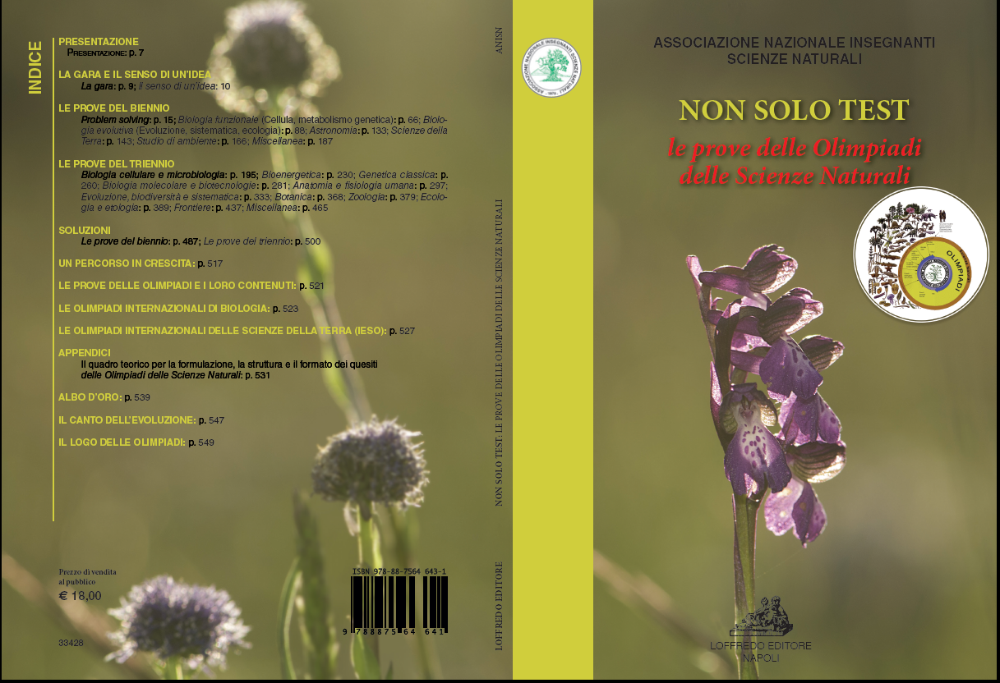 INDICE
PRESENTAZIONE
PRESENTAZIONE: p. 7
LA GARA E IL SENSO DI UN'IDEA
La gara: p. 9; Il senso di un'idea: 10
LE PROVE DEL BIENNIO
Problem solving: p. 15; Biologia funzionale (Cellula, metabolismo genetica): p. 66; Biolo-
gia evolutiva (Evoluzione, sistematica, ecologia): p. 88; Astronomia: p. 133; Scienze della
Terra: p. 143; Studio di ambiente: p. 166; Miscellanea: p. 187
LE PROVE DEL TRIENNIO
Biologia cellulare e microbiologia: p. 195; Bioenergetica: p. 230; Genetica classica: p.
260; Biologia molecolare e biotecnologie: p. 281; Anatomia e fisiologia umana: p. 297;
Evoluzione, biodiversità e sistematica: p. 333; Botanica: p. 368; Zoologia: p. 379; Ecolo-
gia e etologia: p. 389; Frontiere: p. 437; Miscellanea: p. 465
SOLUZIONI
Le prove del biennio: p. 487; Le prove del triennio: p. 500
UN PERCORSO IN CRESCITA: p. 517
LE PROVE DELLE OLIMPIADI E I LORO CONTENUTI: p. 521
LE OLIMPIADI INTERNAZIONALI DI BIOLOGIA: p. 523
LE OLIMPIADI INTERNAZIONALI DELLE SCIENZE DELLA TERRA (IESO): p. 527
APPENDICI
Il quadro teorico per la formulazione, la struttura e il formato dei quesiti
delle Olimpiadi delle Scienze Naturali: p. 531
ALBO D'ORO: p. 539
IL CANTO DELL'EVOLUZIONE: p. 547
IL LOGO DELLE OLIMPIADI: p. 549
Prezzo di vendita
al pubblico
€ 18,00
33428
ISBN 978-88-7564 643-1
9 788875 64 641
ANISN
NON SOLO TEST: LE PROVE DELLE OLIMPIADI DELLE SCIENZE NATURALI
LOFFREDO EDITORE
ASSOCIAZIONE NAZIONALE INSEGNANTI SCIENZE NATURALI
ASSOCIAZIONE NAZIONALE INSEGNANTI
SCIENZE NATURALI
NON SOLO TEST
le prove delle Olimpiadi
delle Scienze Naturali
OLIMPIADI
LOFFREDO EDITORE
NAPOLI